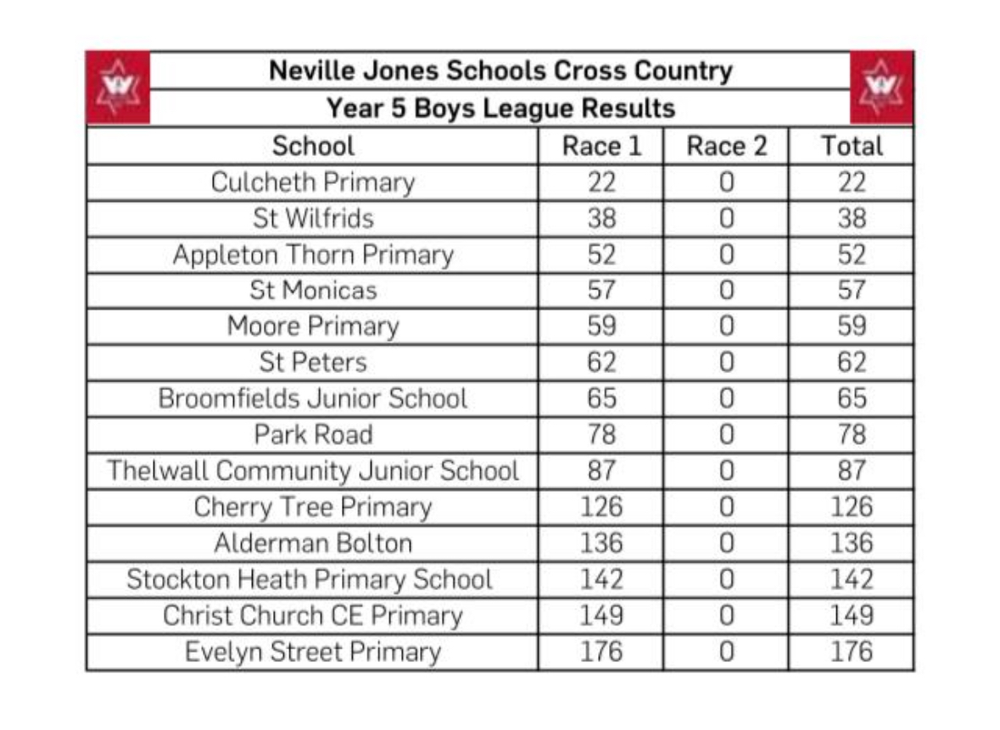 Neville Jones Schools Cross Country
Year 5 Boys League Results
School Race 1 Race 2 Total
Culcheth Primary 22 0 22
St Wilfrids 38 0 38
Appleton Thorn Primary 52 0 52
St Monicas 57 0 57
Moore Primary 59 0 59
St Peters 62 0 62
Broomfields Junior School 65 0 65
Park Road 78 0 78
Thelwall Community Junior School 87 0 87
Cherry Tree Primary 126 0 126
Alderman Bolton 136 0 136
Stockton Heath Primary School 142 0 142
Christ Church CE Primary 149 0 149
Evelyn Street Primary 176 0 176